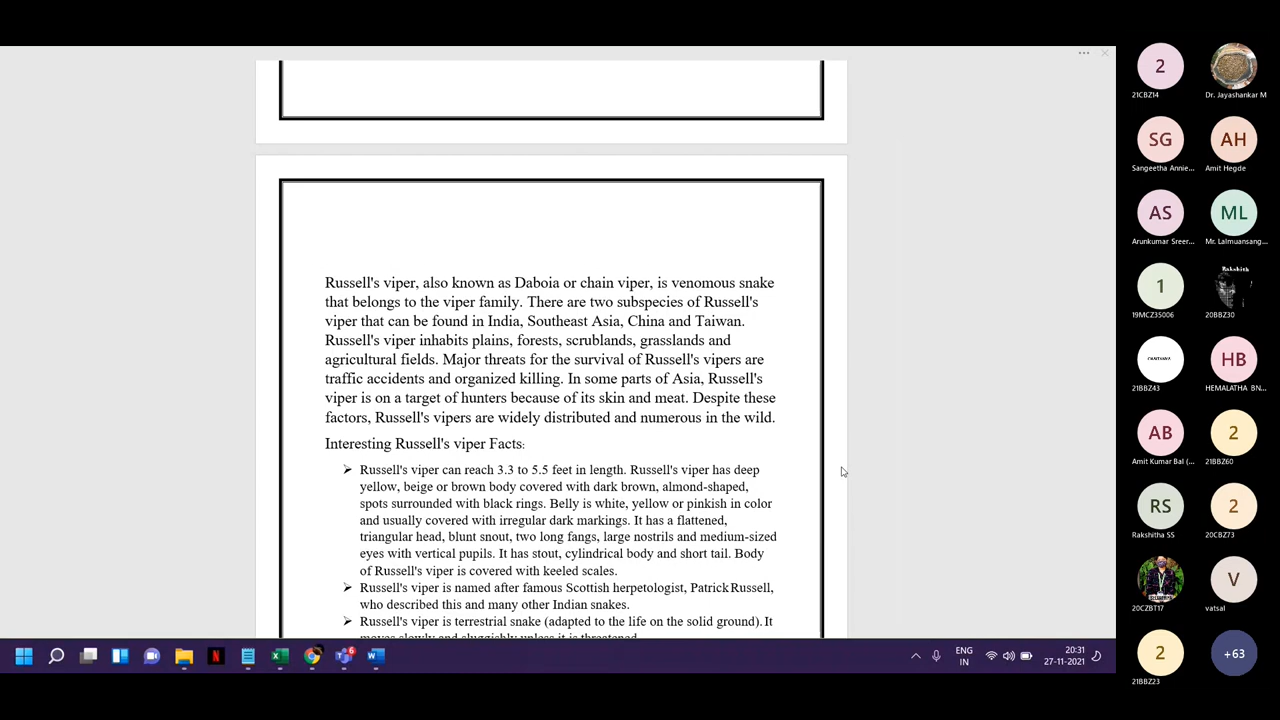 Russell's viper, also known as Daboia or chain viper, is venomous snake
that belongs to the viper family. There are two subspecies of Russell's
viper that can be found in India, Southeast Asia, China and Taiwan.
Russell's viper inhabits plains, forests, scrublands, grasslands and
agricultural fields. Major threats for the survival of Russell's vipers are
traffic accidents and organized killing. In some parts of Asia, Russell's
viper is on a target of hunters because of its skin and meat. Despite these
factors, Russell's vipers are widely distributed and numerous in the wild.
Interesting Russell's viper Facts:
➢ Russell's viper can reach 3.3 to 5.5 feet in length. Russell's viper has deep
yellow, beige or brown body covered with dark brown, almond-shaped,
spots surrounded with black rings. Belly is white, yellow or pinkish in color
and usually covered with irregular dark markings. It has a flattened,
triangular head, blunt snout, two long fangs, large nostrils and medium-sized
eyes with vertical pupils. It has stout, cylindrical body and short tail. Body
of Russell's viper is covered with keeled scales.
➢ Russell's viper is named after famous Scottish herpetologist, Patrick Russell,
who described this and many other Indian snakes.
➢ Russell's viper is terrestrial snake (adapted to the life on the solid ground). It
moves slowly and sluggishly unless it is threatened.
2
21CBZ14
Dr. Jayashankar M
SG
Sangeetha Annie...
AH
Amit Hegde
AS
Arunkumar Sreer...
ML
Mr. Lalmuansang...
1
19MCZ35006
Rakshith
20BBZ30
21BBZ43
HB
HEMALATHA BN...
AB
Amit Kumar Bal (...
2
21BBZ60
RS
Rakshitha SS
2
20CBZ73
20CZBT17
V
vatsal
2
21BBZ23
+63
6
ENG
IN
20:31
27-11-2021